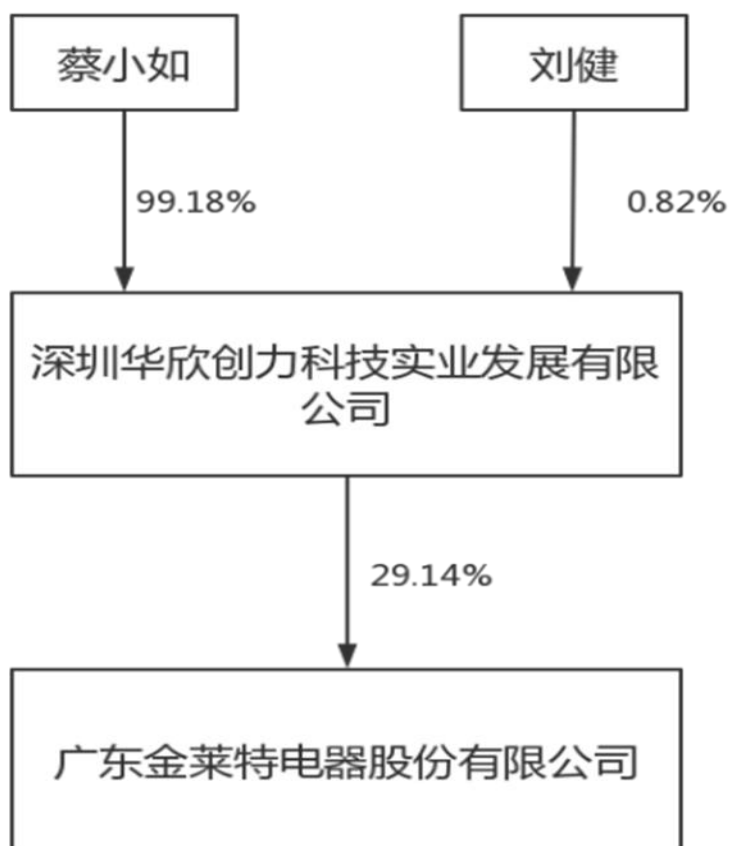 蔡小如
刘健
99.18%
0.82%
深圳华欣创力科技实业发展有限
公司
29.14%
广东金莱特电器股份有限公司